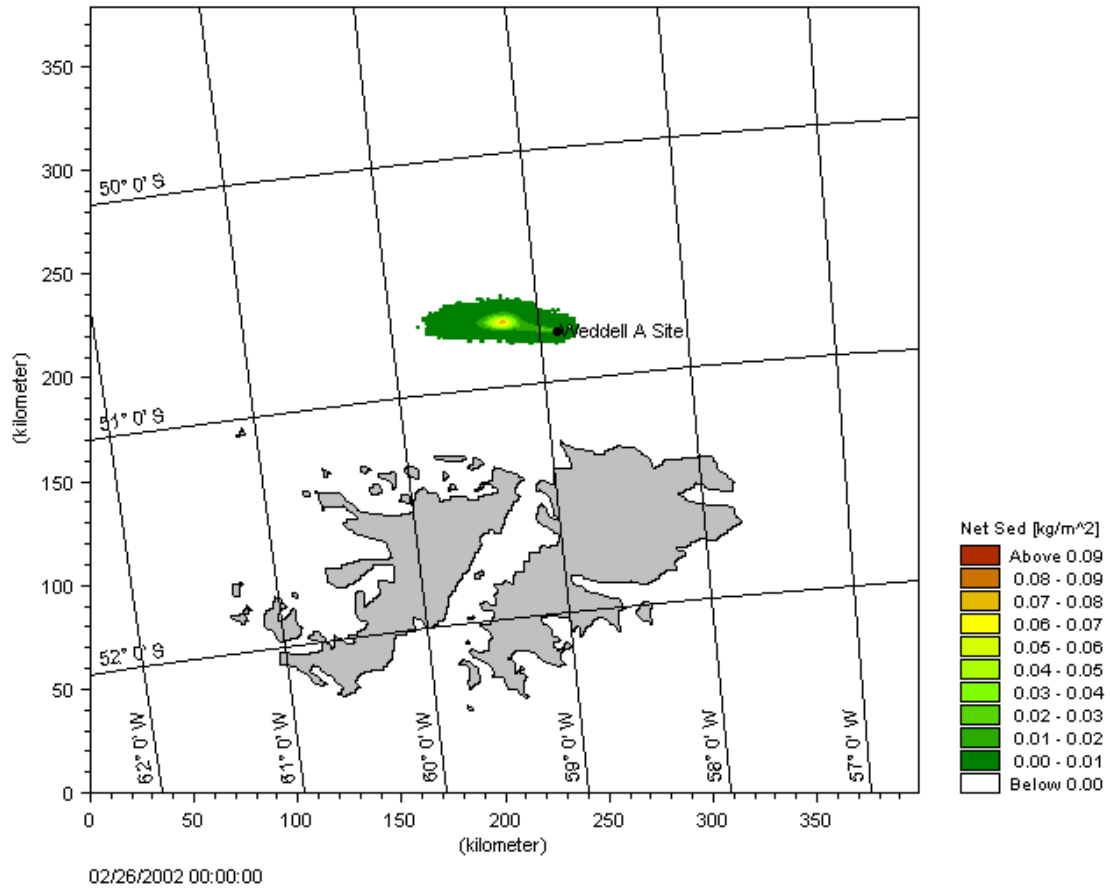 350
300
50° 0' S
250
Weddell A Site
(kilometer)
200
51° 0' S
150
Net Sed [kg/m^2]
Above 0.09
0.08 - 0.09
0.07 - 0.08
0.06 - 0.07
0.05 - 0.06
0.04 - 0.05
0.03 - 0.04
0.02 - 0.03
0.01 - 0.02
0.00 - 0.01
Below 0.00
100
52° 0' S
50
62° 0' W
61° 0' W
60° 0' W
59° 0' W
58° 0' W
57° 0' W
0
0 50 100 150 200 250 300 350
(kilometer)
02/26/2002 00:00:00